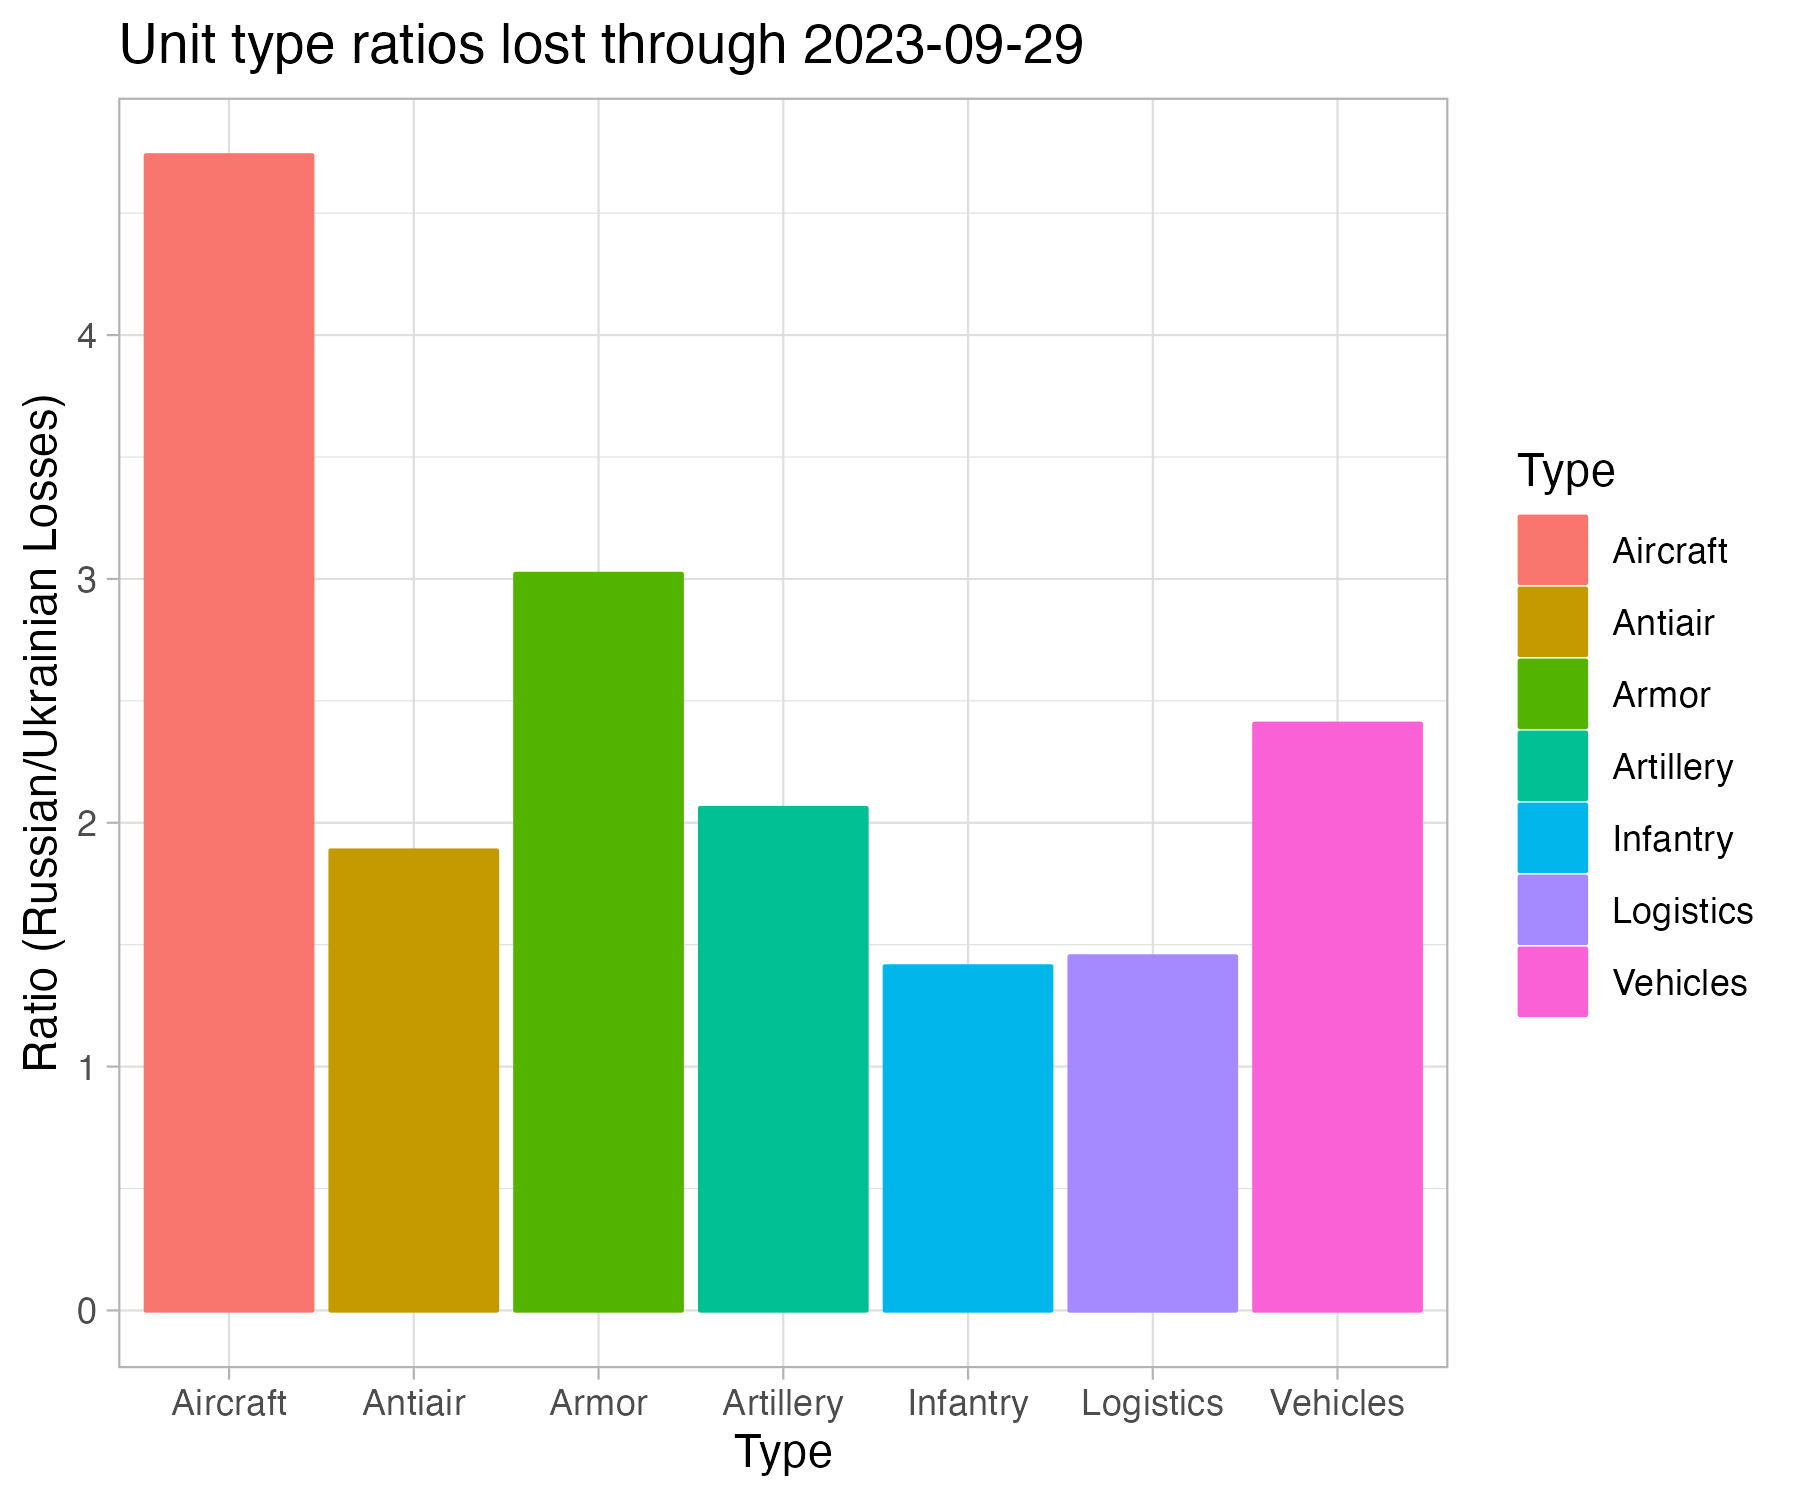 Unit type ratios lost through 2023-09-29
Ratio (Russian/Ukrainian Losses)
4
3
2
1
0
Aircraft Antiair Armor Artillery Infantry Logistics Vehicles
Type
Type
Aircraft
Antiair
Armor
Artillery
Infantry
Logistics
Vehicles